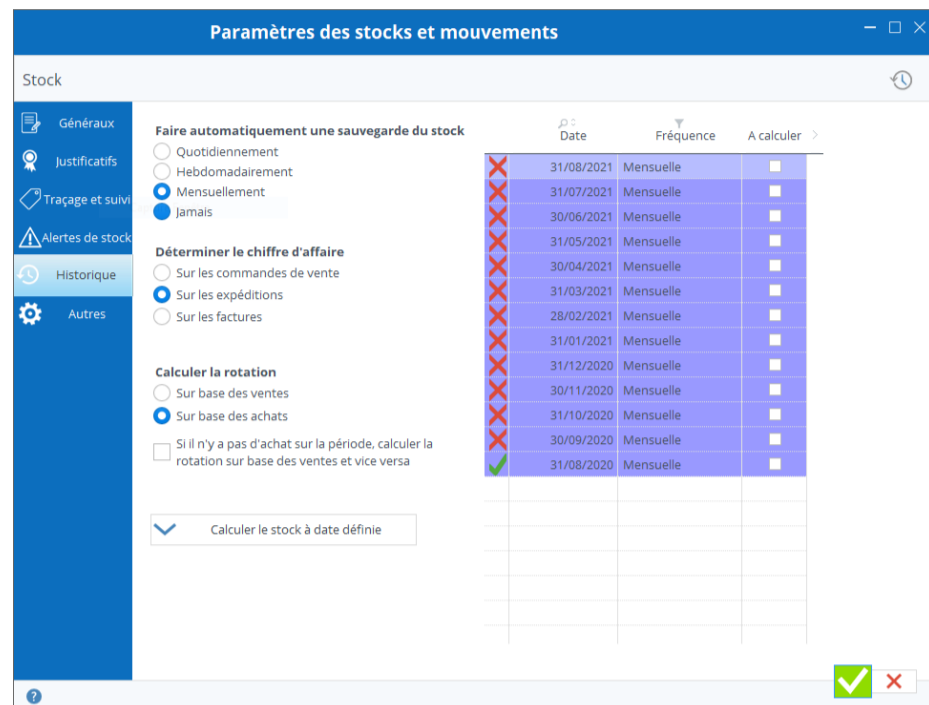 Paramètres des stocks et mouvements
Stock
Généraux
Justificatifs
Traçage et suivi
Alertes de stock
Historique
Autres
Faire automatiquement une sauvegarde du stock
Quotidiennement
Hebdomadairement
Mensuellement
Jamais
Déterminer le chiffre d'affaire
Sur les commandes de vente
Sur les expéditions
Sur les factures
Calculer la rotation
Sur base des ventes
Sur base des achats
Si il n'y a pas d'achat sur la période, calculer la
rotation sur base des ventes et vice versa
Calculer le stock à date définie
Date Fréquence A calculer
31/08/2021 Mensuelle
31/07/2021 Mensuelle
30/06/2021 Mensuelle
31/05/2021 Mensuelle
30/04/2021 Mensuelle
31/03/2021 Mensuelle
28/02/2021 Mensuelle
31/01/2021 Mensuelle
31/12/2020 Mensuelle
30/11/2020 Mensuelle
31/10/2020 Mensuelle
30/09/2020 Mensuelle
31/08/2020 Mensuelle